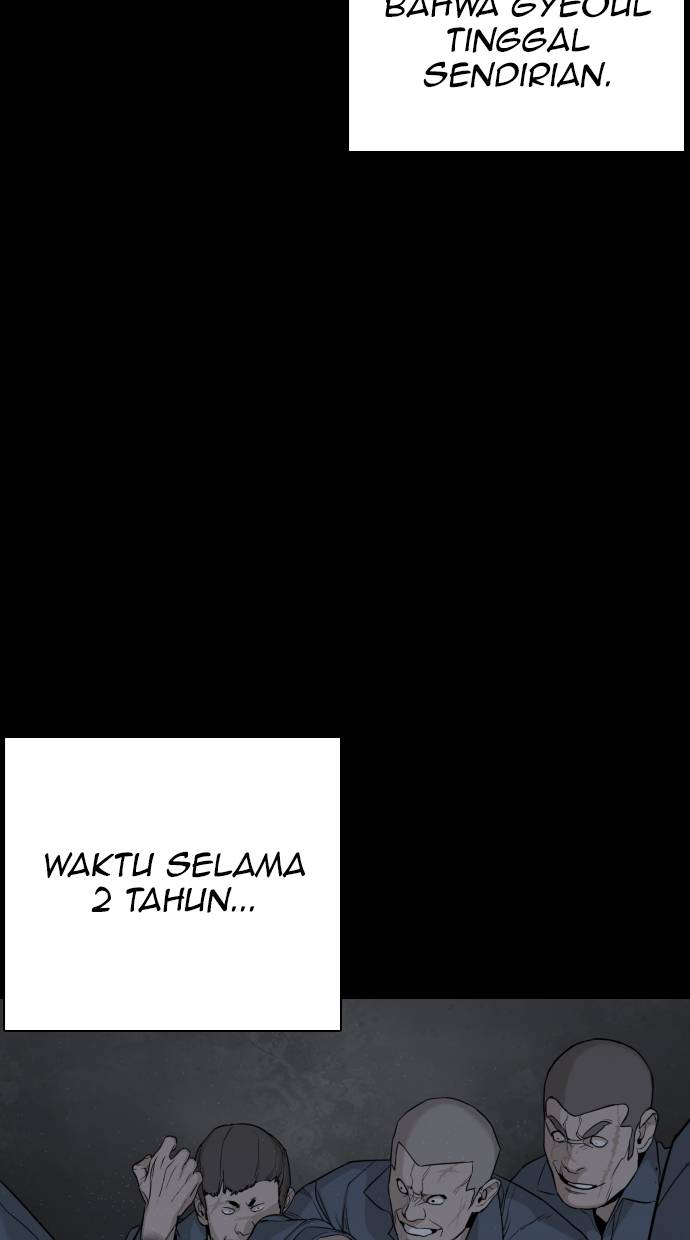 BAHWA GYEOUL
TINGGAL
SENDIRIAN.
WAKTU SELAMA
2 TAHUN...